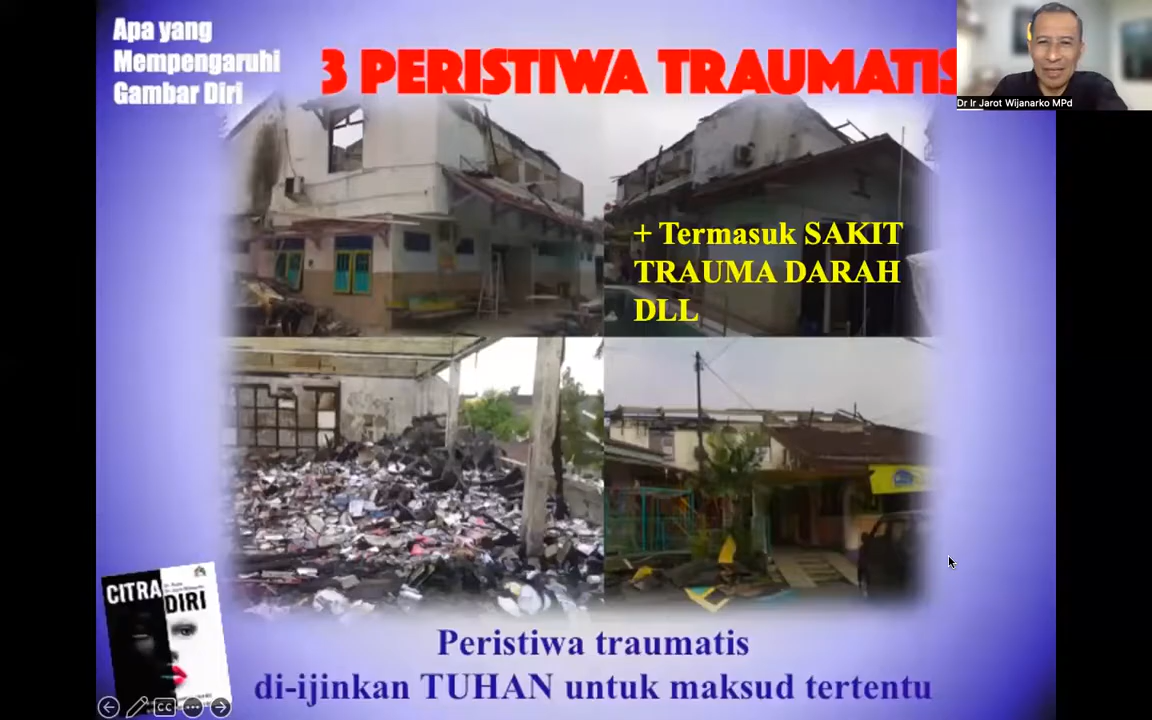 Apa yang
Mempengaruhi
Gambar Diri
3 PERISTIWA TRAUMATIS
Dr Ir Jarot Wijanarko MPd
+ Termasuk SAKIT
TRAUMA DARAH
DLL
CITRA
DIRI
Peristiwa traumatis
di-ijinkan TUHAN untuk maksud tertentu
CC